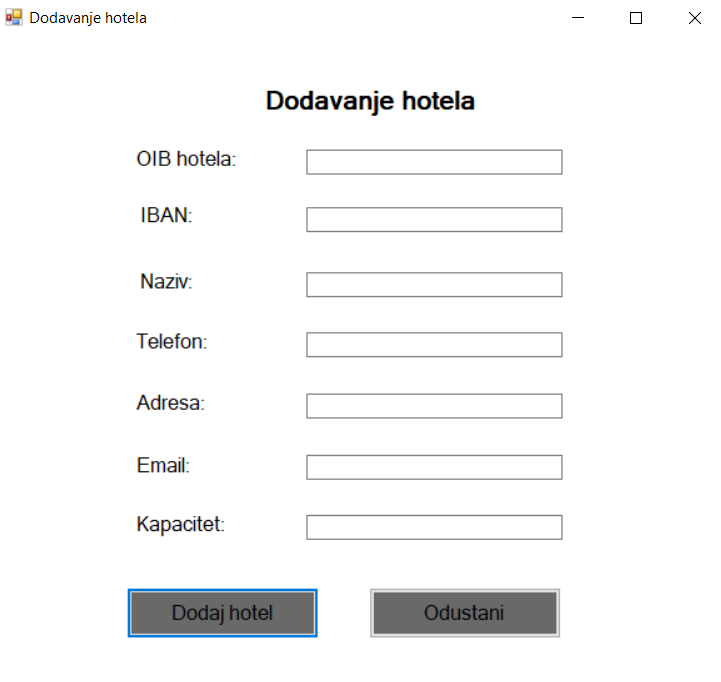 Dodavanje hotela
Dodavanje hotela
OIB hotela:
IBAN:
Naziv:
Telefon:
Adresa:
Email:
Kapacitet:
Dodaj hotel
Odustani